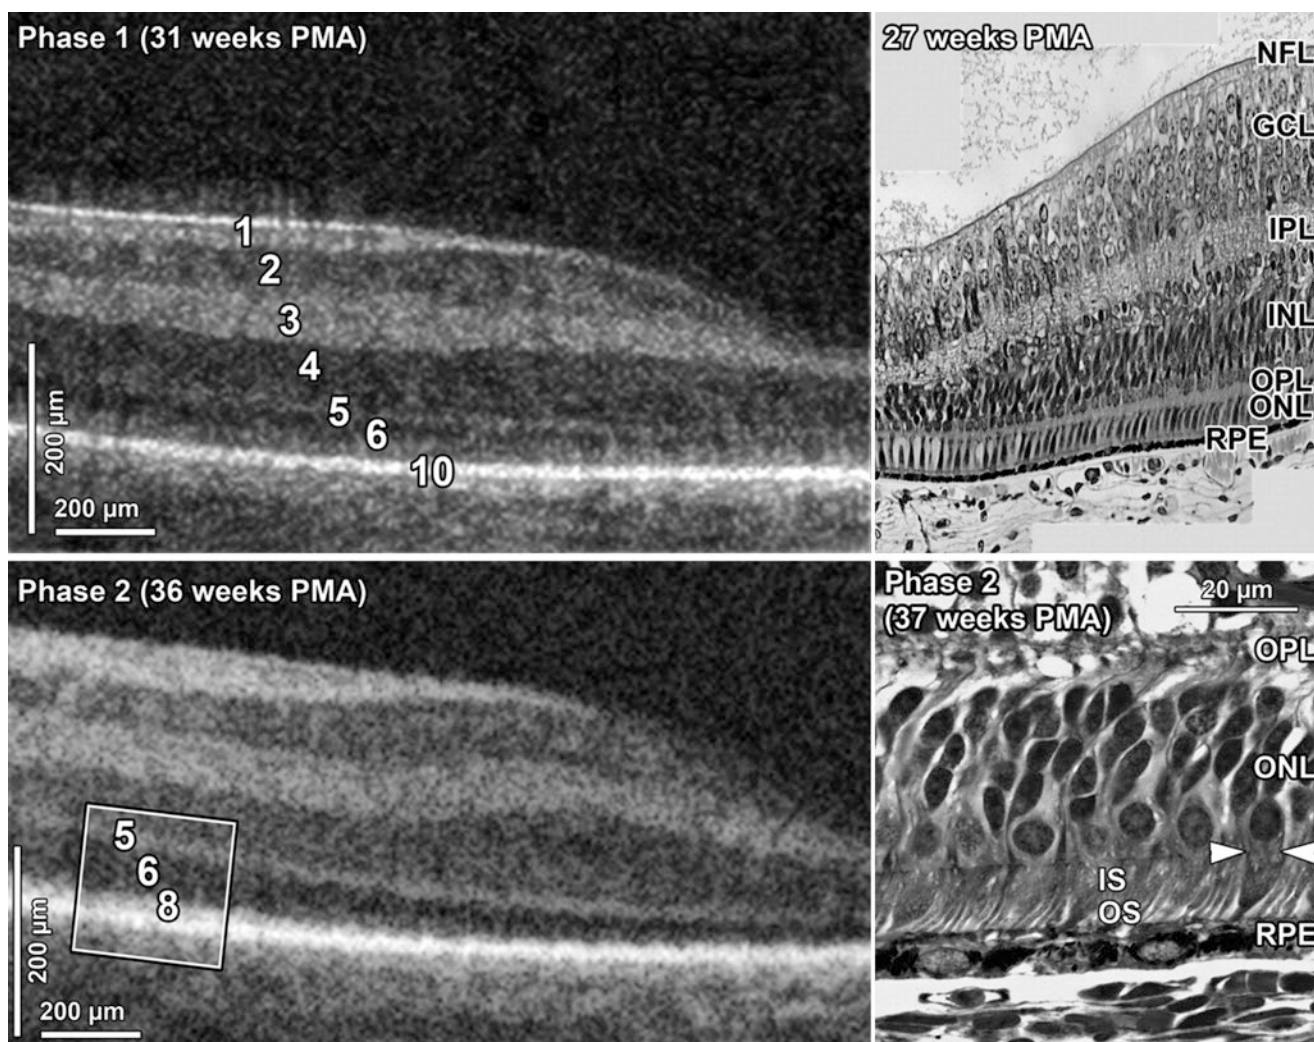 Phase 1 (31 weeks PMA)
1
2
3
4
5
6
10
200 µm
200 µm
27 weeks PMA
NFL
GCL
IPL
INL
OPL
ONL
RPE
Phase 2 (36 weeks PMA)
5
6
8
200 µm
200 µm
Phase 2
(37 weeks PMA)
20 µm
OPL
ONL
IS
OS
RPE